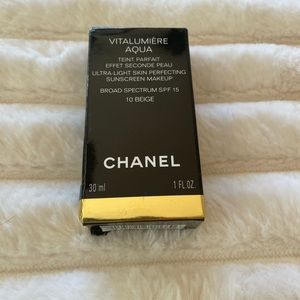 VITALUMIÈRE
AQUA
TEINT PARFAIT
EFFET SECONDE PEAU
ULTRA-LIGHT SKIN PERFECTING
SUNSCREEN MAKEUP
BROAD SPECTRUM SPF 15
10 BEIGE
CHANEL
30 ml 1 FL. OZ.